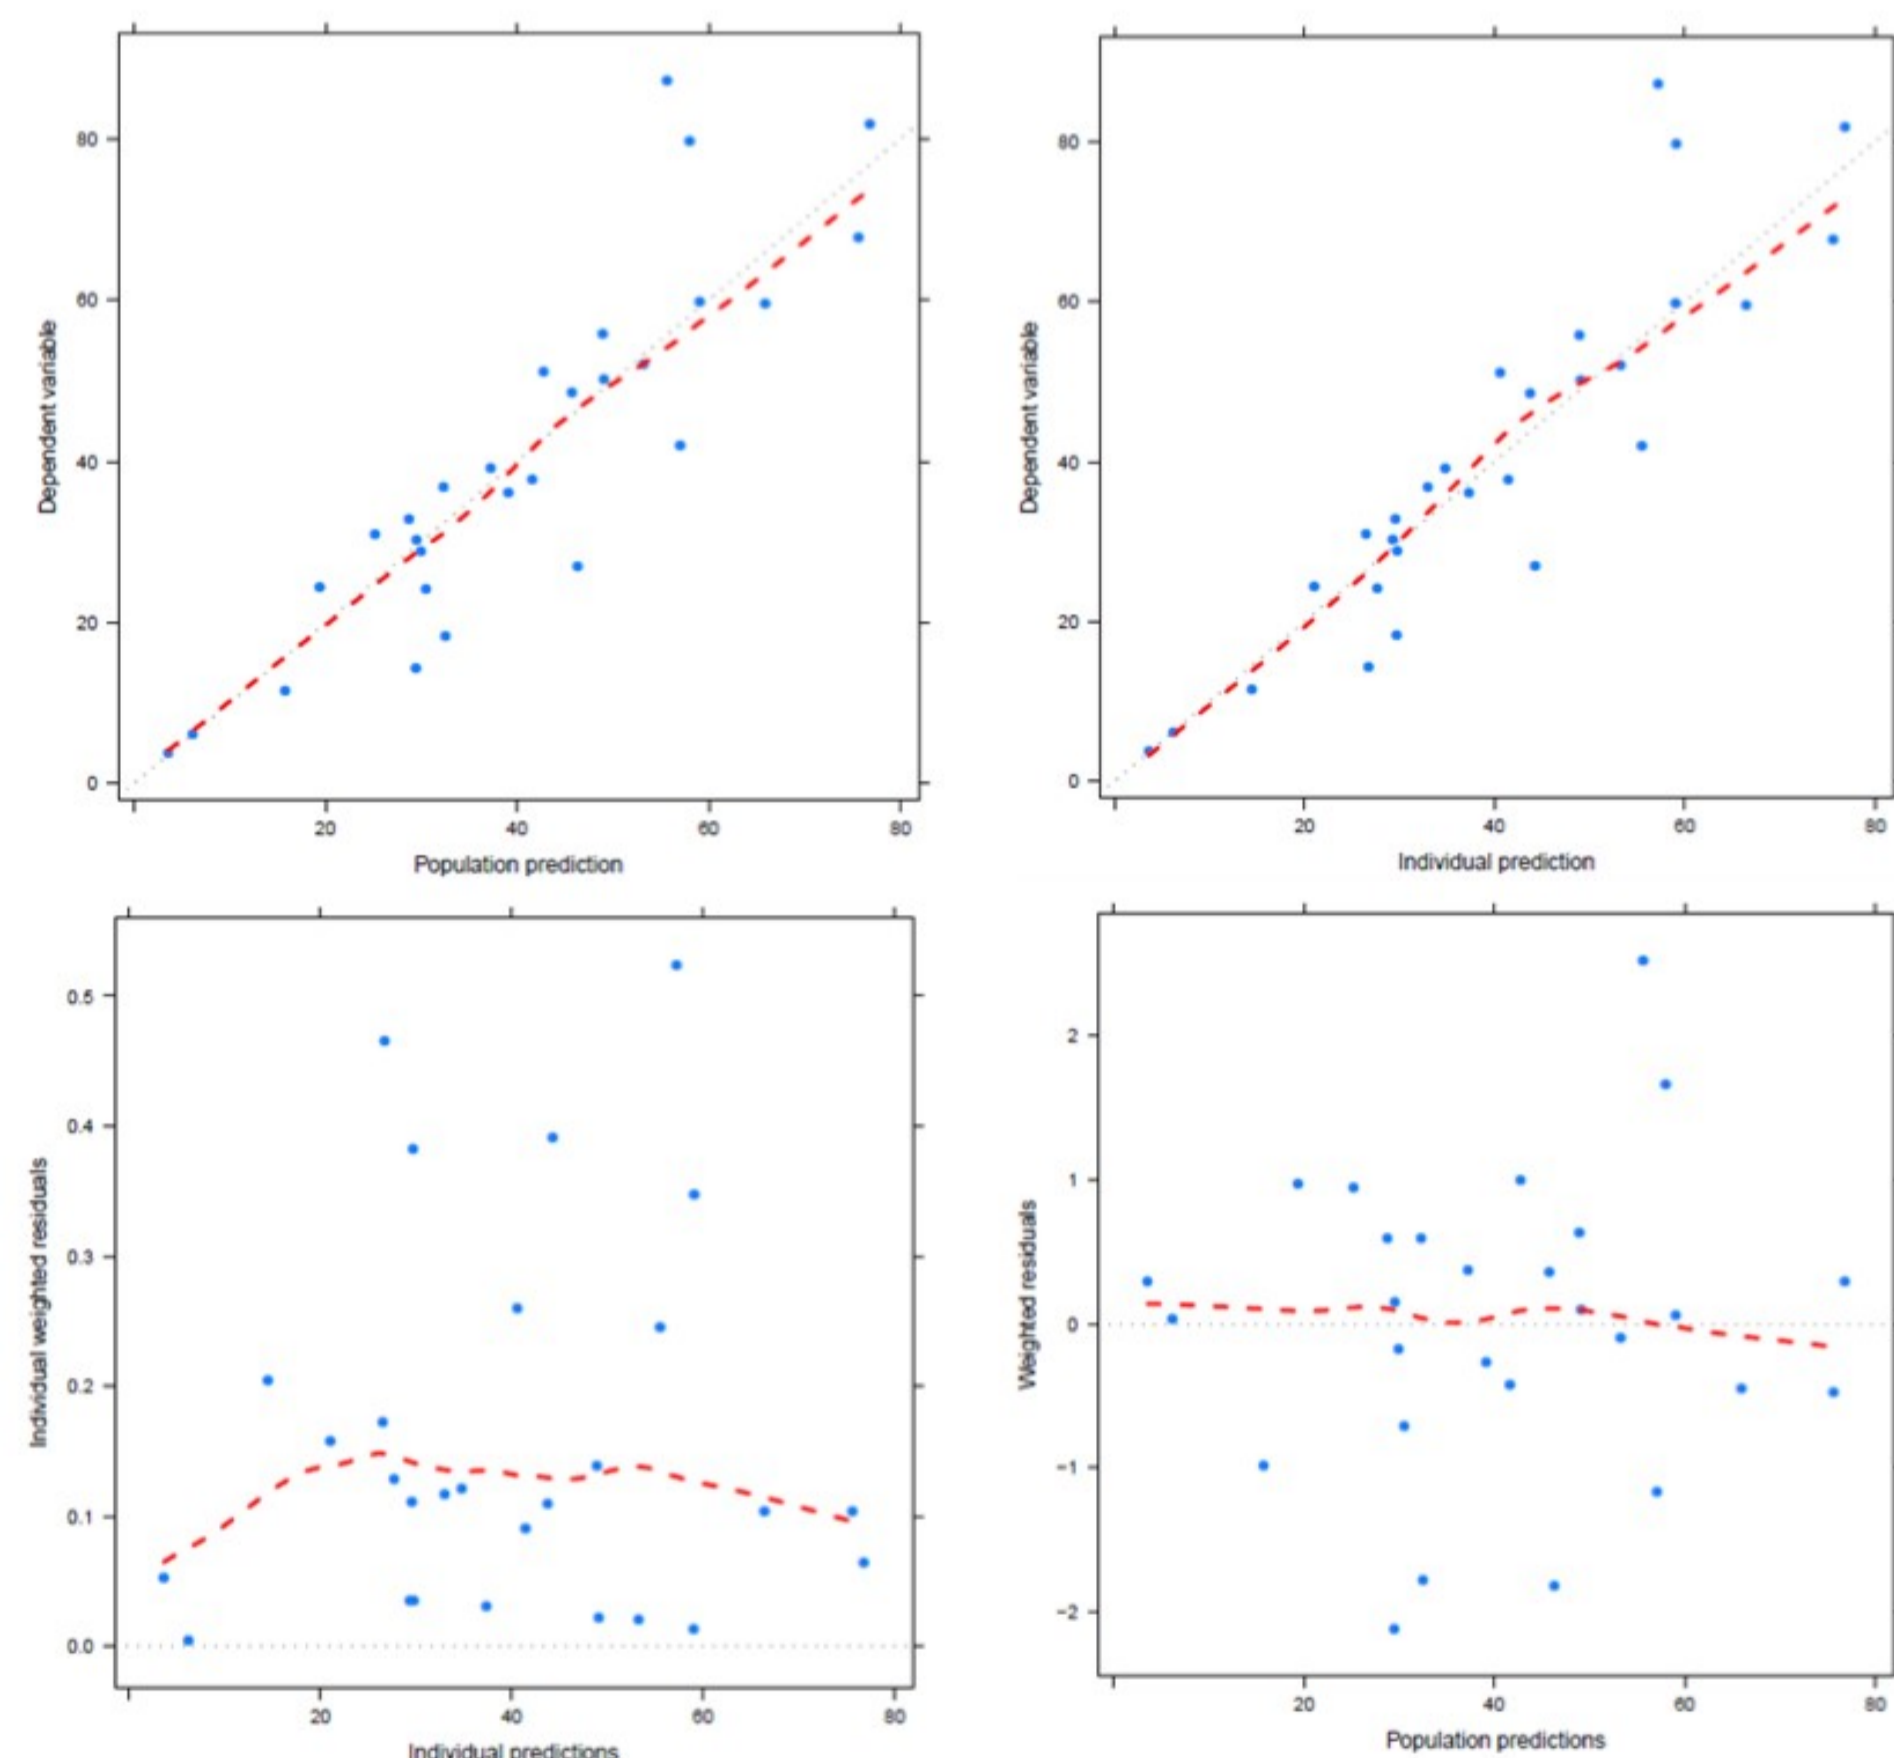 Dependent variable
80
60
40
20
0
20 40 60 80
Population prediction
Dependent variable
80
60
40
20
0
20 40 60 80
Individual prediction
Individual weighted residuals
0.5
0.4
0.3
0.2
0.1
0.0
20 40 60 80
Individual predictions
Weighted residuals
2
1
0
−1
−2
20 40 60 80
Population predictions